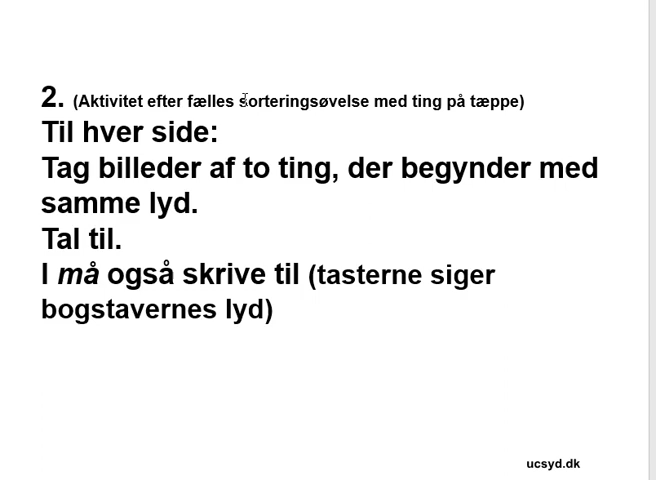 2. (Aktivitet efter fælles sorteringsøvelse med ting på tæppe)
Til hver side:
Tag billeder af to ting, der begynder med
samme lyd.
Tal til.
I må også skrive til (tasterne siger
bogstavernes lyd)
ucsyd.dk